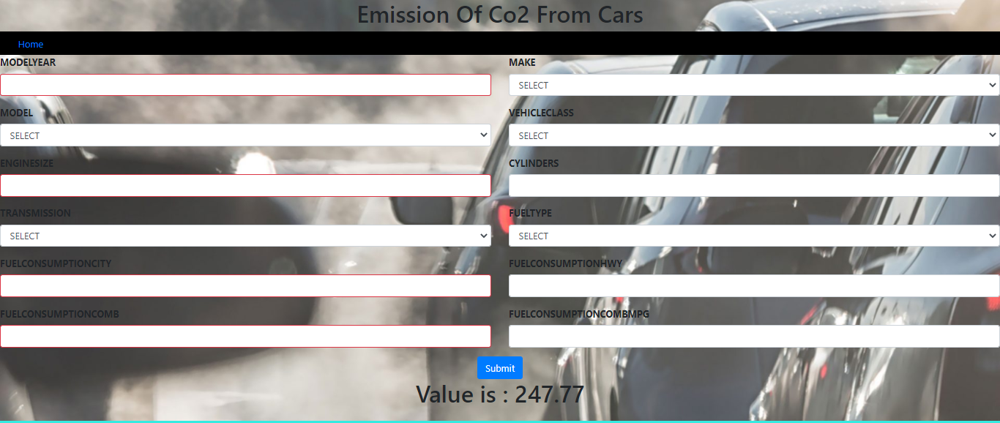 Emission Of Co2 From Cars
Home
MODELYEAR
MAKE
SELECT
MODEL
VEHICLECLASS
SELECT
SELECT
ENGINESIZE
CYLINDERS
TRANSMISSION
FUELTYPE
SELECT
SELECT
FUELCONSUMPTIONCITY
FUELCONSUMPTIONHWY
FUELCONSUMPTIONCOMB
FUELCONSUMPTIONCOMBMPG
Submit
Value is : 247.77